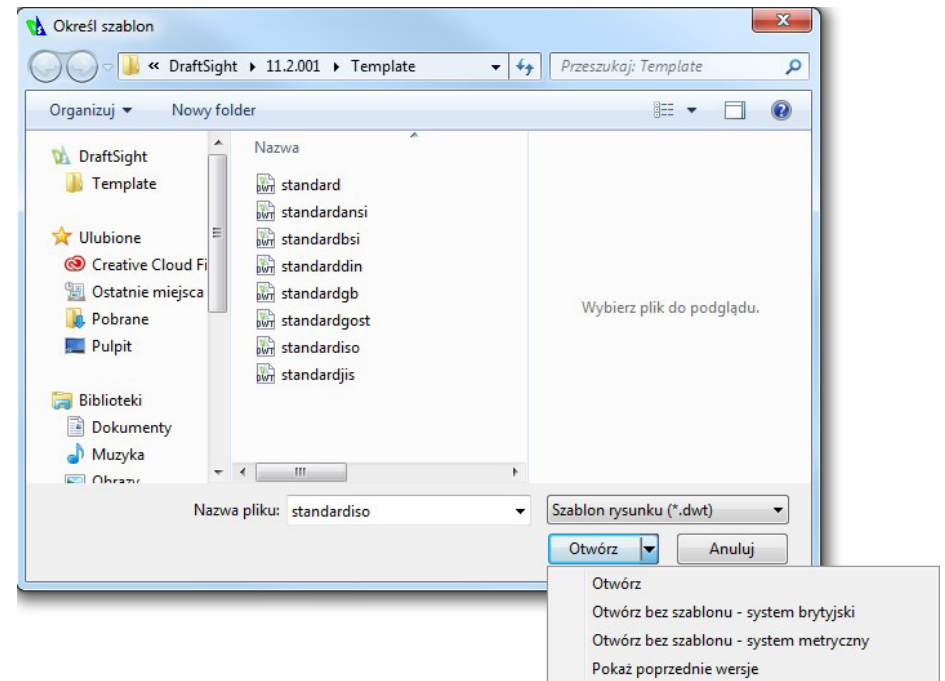 Określ szablon
« DraftSight ▸ 11.2.001 ▸ Template
Przeszukaj: Template
Organizuj
Nowy folder
DraftSight
Template
Ulubione
Creative Cloud Fi
Ostatnie miejsca
Pobrane
Pulpit
Biblioteki
Dokumenty
Muzyka
Obrazy
Nazwa
standard
standardansi
standardbsi
standarddin
standardgb
standardgost
standardiso
standardjis
Wybierz plik do podglądu.
Nazwa pliku: standardiso
Szablon rysunku (*.dwt)
Otwórz
Anuluj
Otwórz
Otwórz bez szablonu - system brytyjski
Otwórz bez szablonu - system metryczny
Pokaż poprzednie wersje